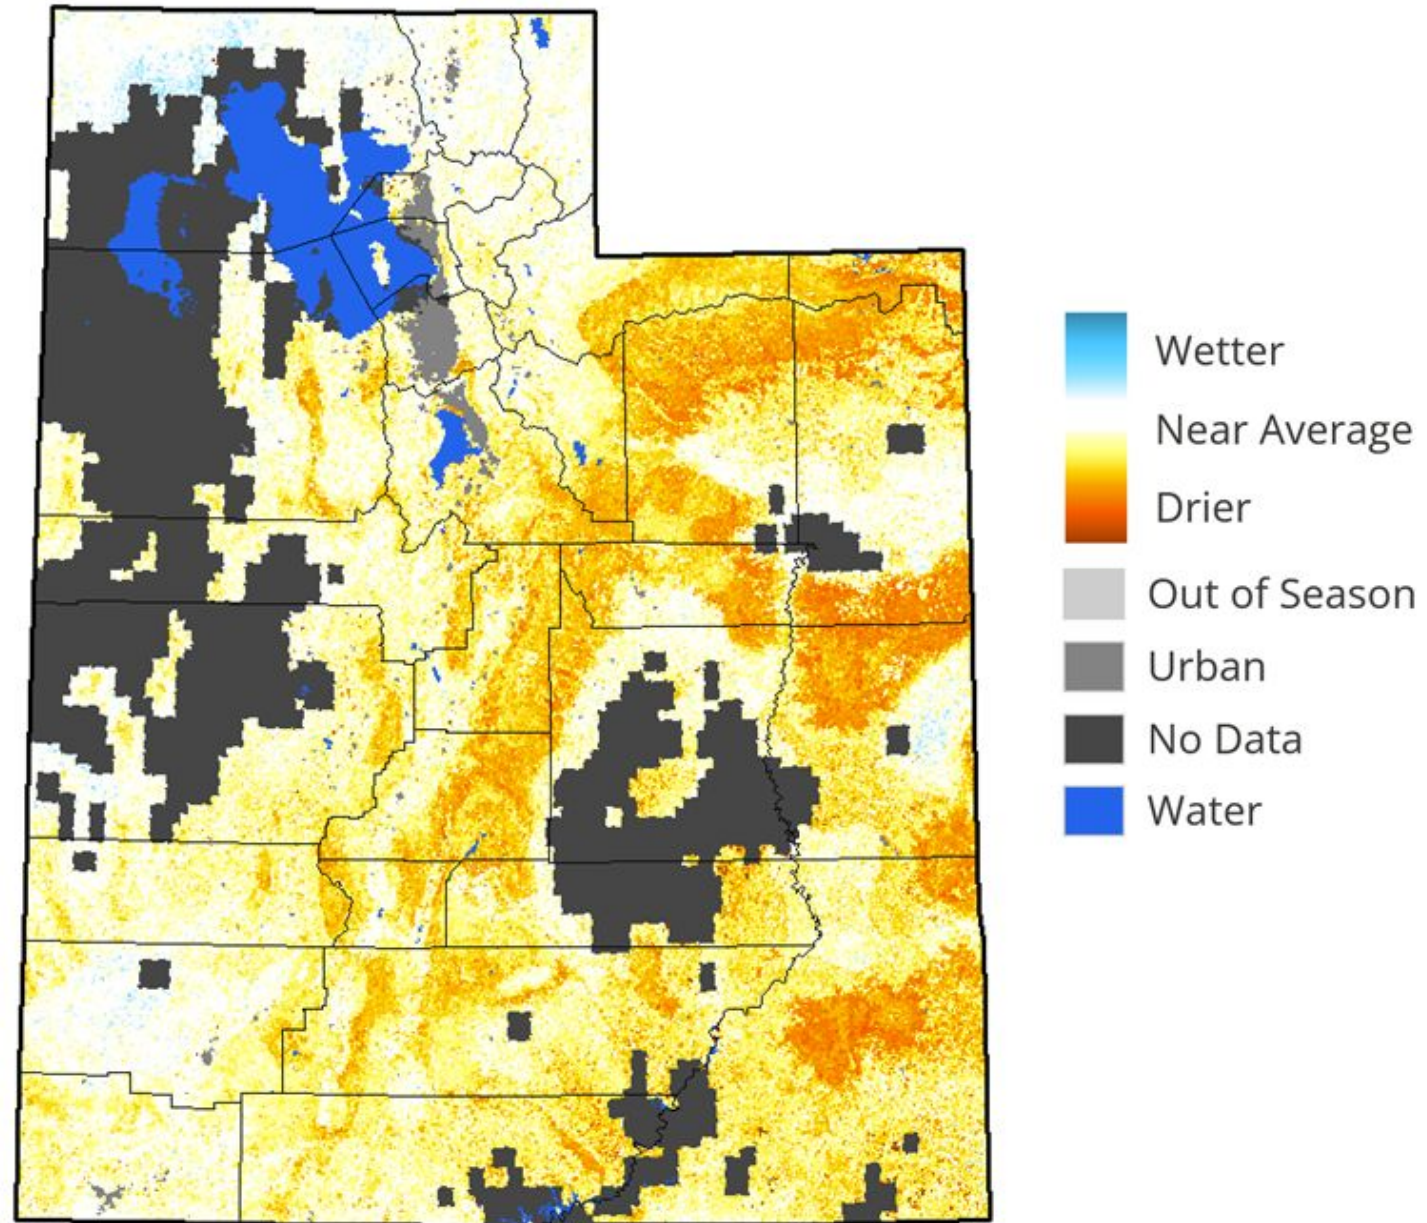 Wetter
Near Average
Drier
Out of Season
Urban
No Data
Water